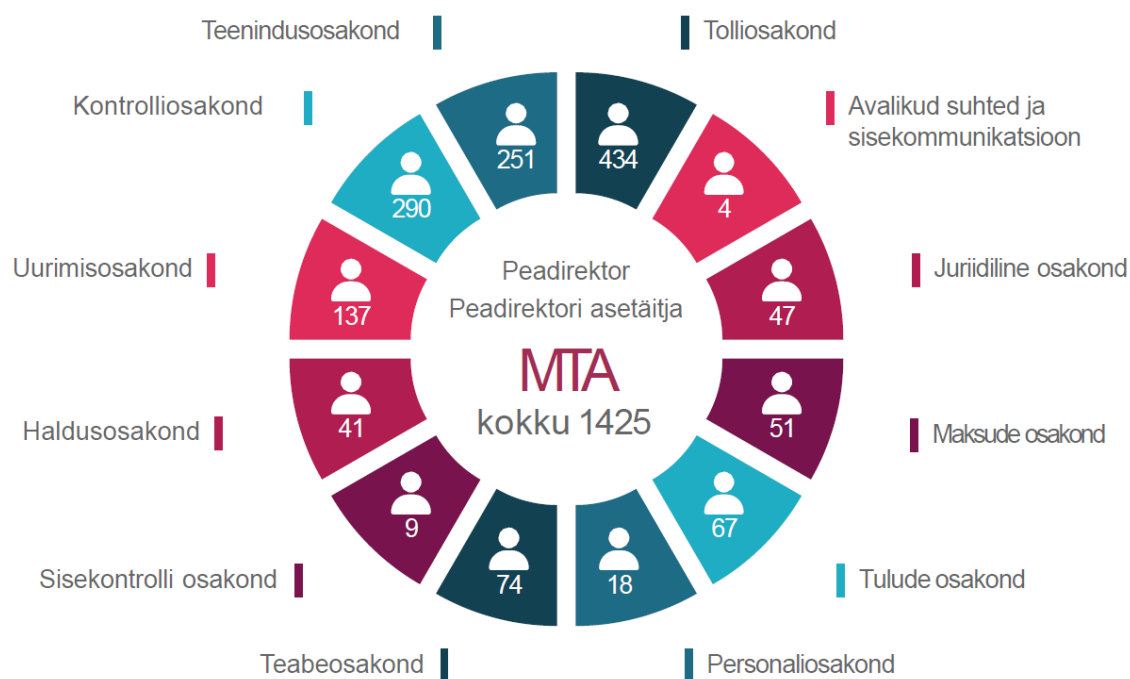 Teenindusosakond
Tolliosakond
Kontrolliosakond
Avalikud suhted ja
sisekommunikatsioon
251
434
290
4
Uurimisosakond
Juriidiline osakond
137
47
Peadirektor
Peadirektori asetäitja
MTA
kokku 1425
Haldusosakond
Maksude osakond
41
51
9
67
Sisekontrolli osakond
Tulude osakond
74
18
Teabeosakond
Personaliosakond